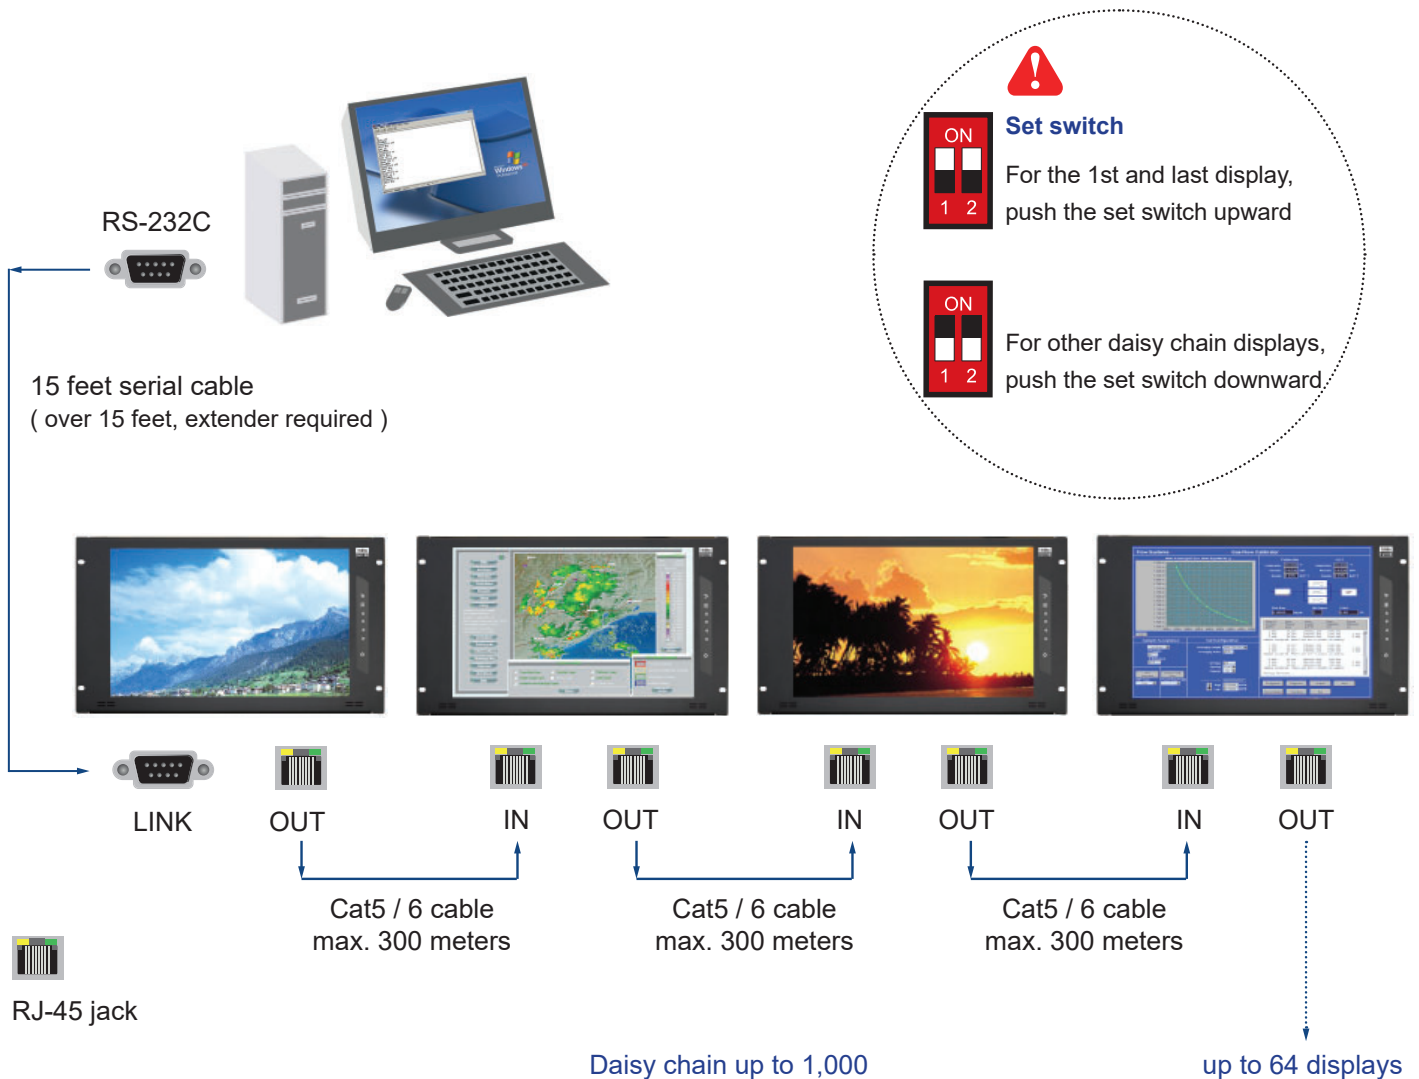 RS-232C
15 feet serial cable
( over 15 feet, extender required )
Set switch
ON
1 2
For the 1st and last display,
push the set switch upward
ON
1 2
For other daisy chain displays,
push the set switch downward.
Windows
LINK
OUT
IN
OUT
IN
OUT
IN
OUT
Cat5 / 6 cable
max. 300 meters
Cat5 / 6 cable
max. 300 meters
Cat5 / 6 cable
max. 300 meters
RJ-45 jack
Daisy chain up to 1,000
up to 64 displays